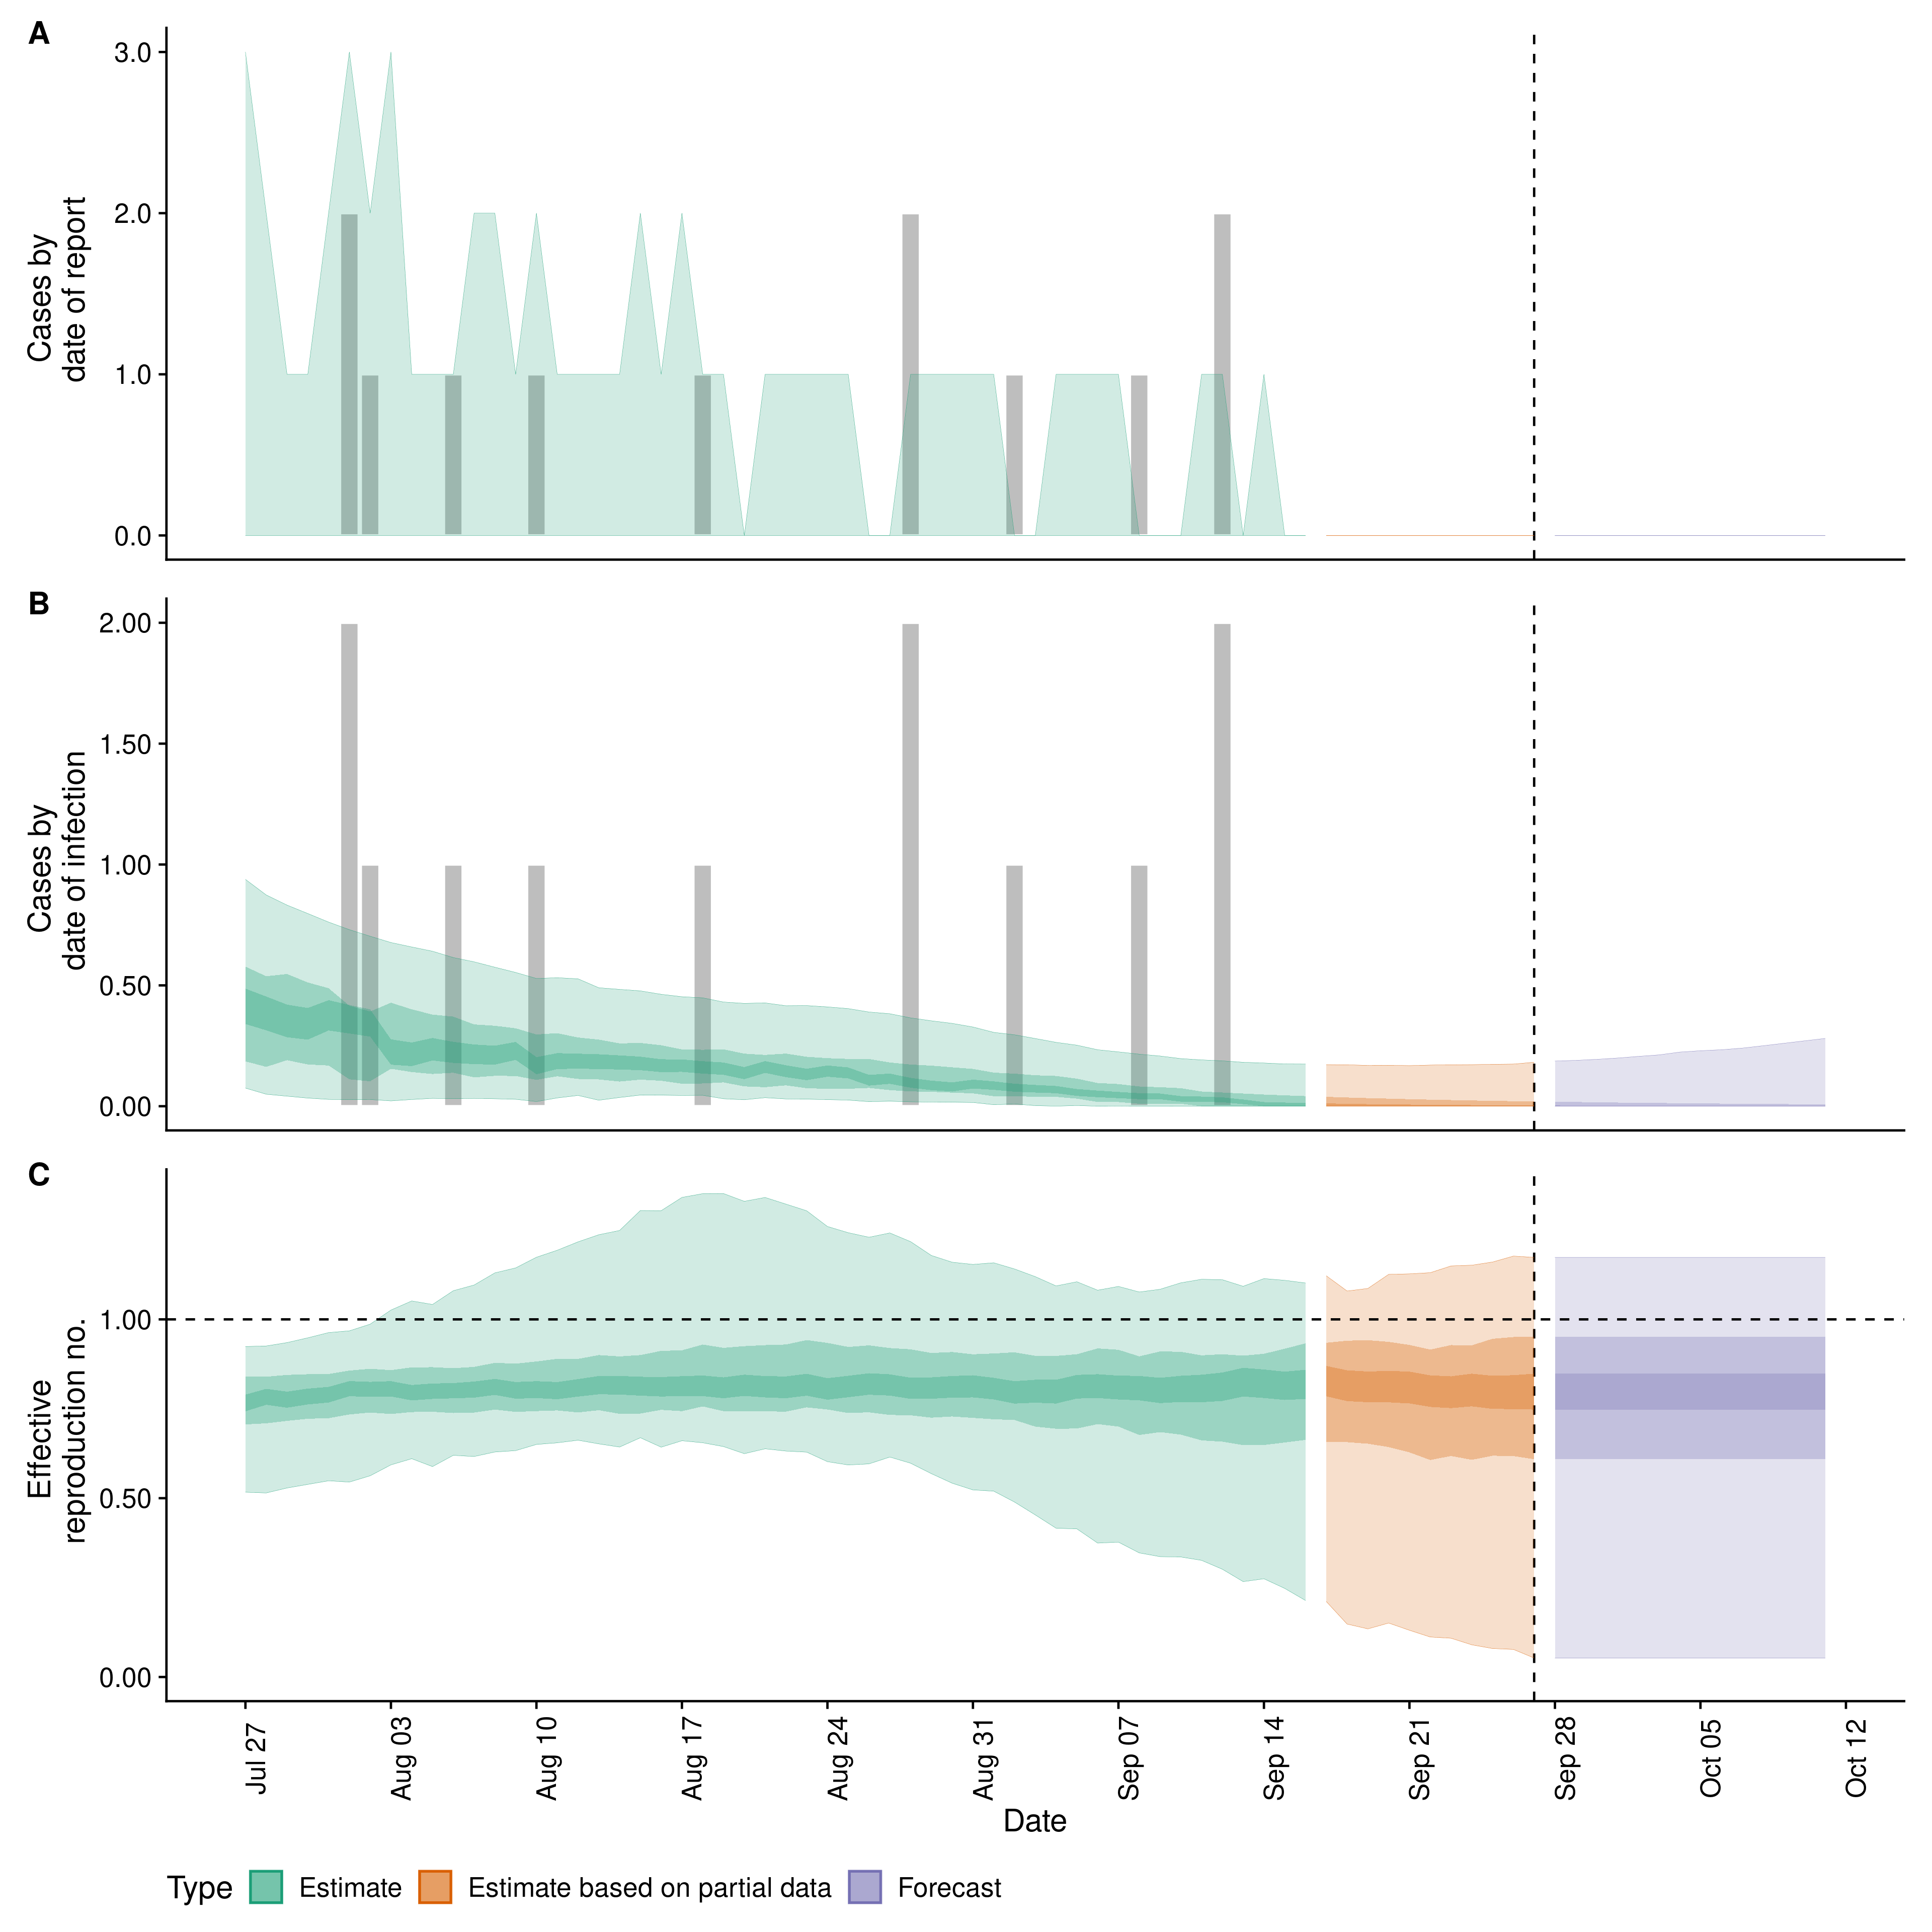 A
Cases by
date of report
3.0
2.0
1.0
0.0
B
Cases by
date of infection
2.00
1.50
1.00
0.50
0.00
C
Effective
reproduction no.
1.00
0.50
0.00
Jul 27
Aug 03
Aug 10
Aug 17
Aug 24
Aug 31
Sep 07
Sep 14
Sep 21
Sep 28
Oct 05
Oct 12
Date
Type Estimate Estimate based on partial data Forecast